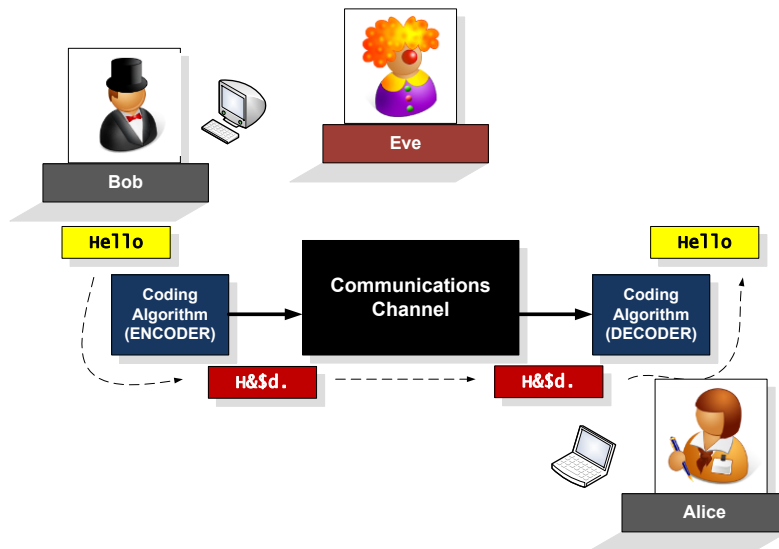 Eve
Bob
Hello
Hello
Coding
Algorithm
(ENCODER)
Communications
Channel
Coding
Algorithm
(DECODER)
H&$d.
H&$d.
Alice